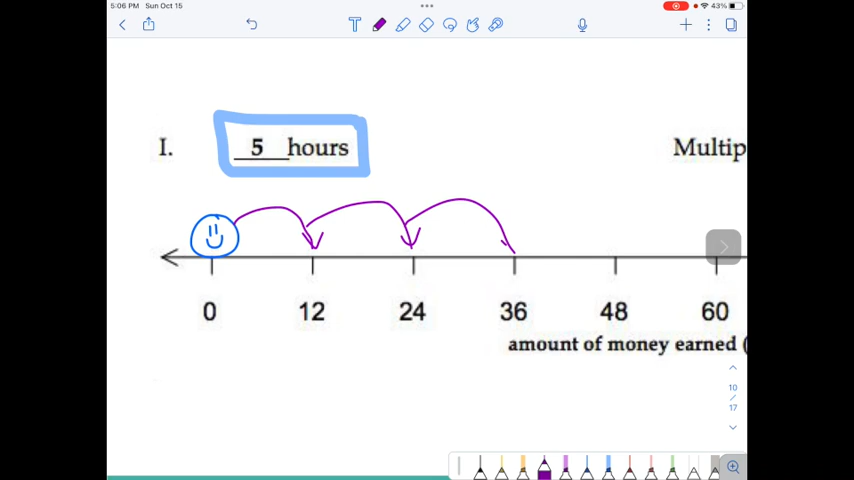 5:06 PM Sun Oct 15
43%
T
I. 5 hours
Multip
0 12 24 36 48 60
amount of money earned (
10
/
17